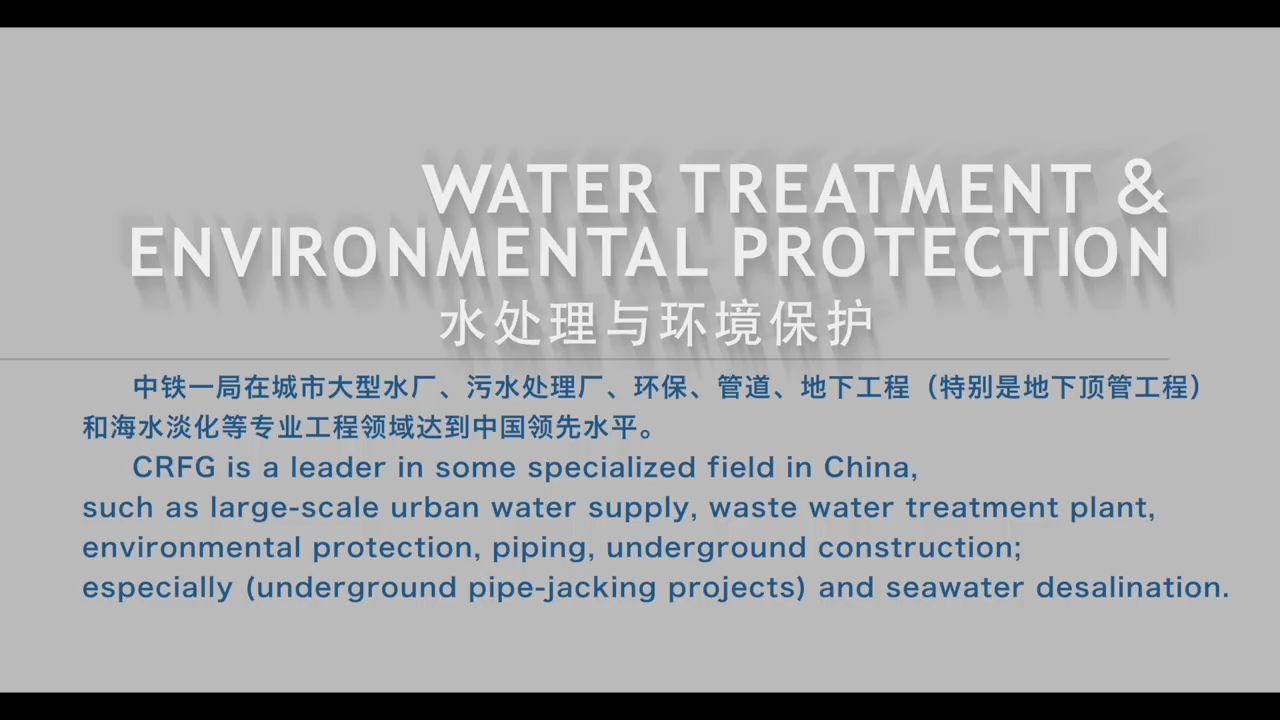 WATER TREATMENT &
ENVIRONMENTAL PROTECTION
水处理与环境保护
中铁一局在城市大型水厂、污水处理厂、环保、管道、地下工程（特别是地下顶管工程）
和海水淡化等专业工程领域达到中国领先水平。
CRFG is a leader in some specialized field in China,
such as large-scale urban water supply, waste water treatment plant,
environmental protection, piping, underground construction;
especially (underground pipe-jacking projects) and seawater desalination.